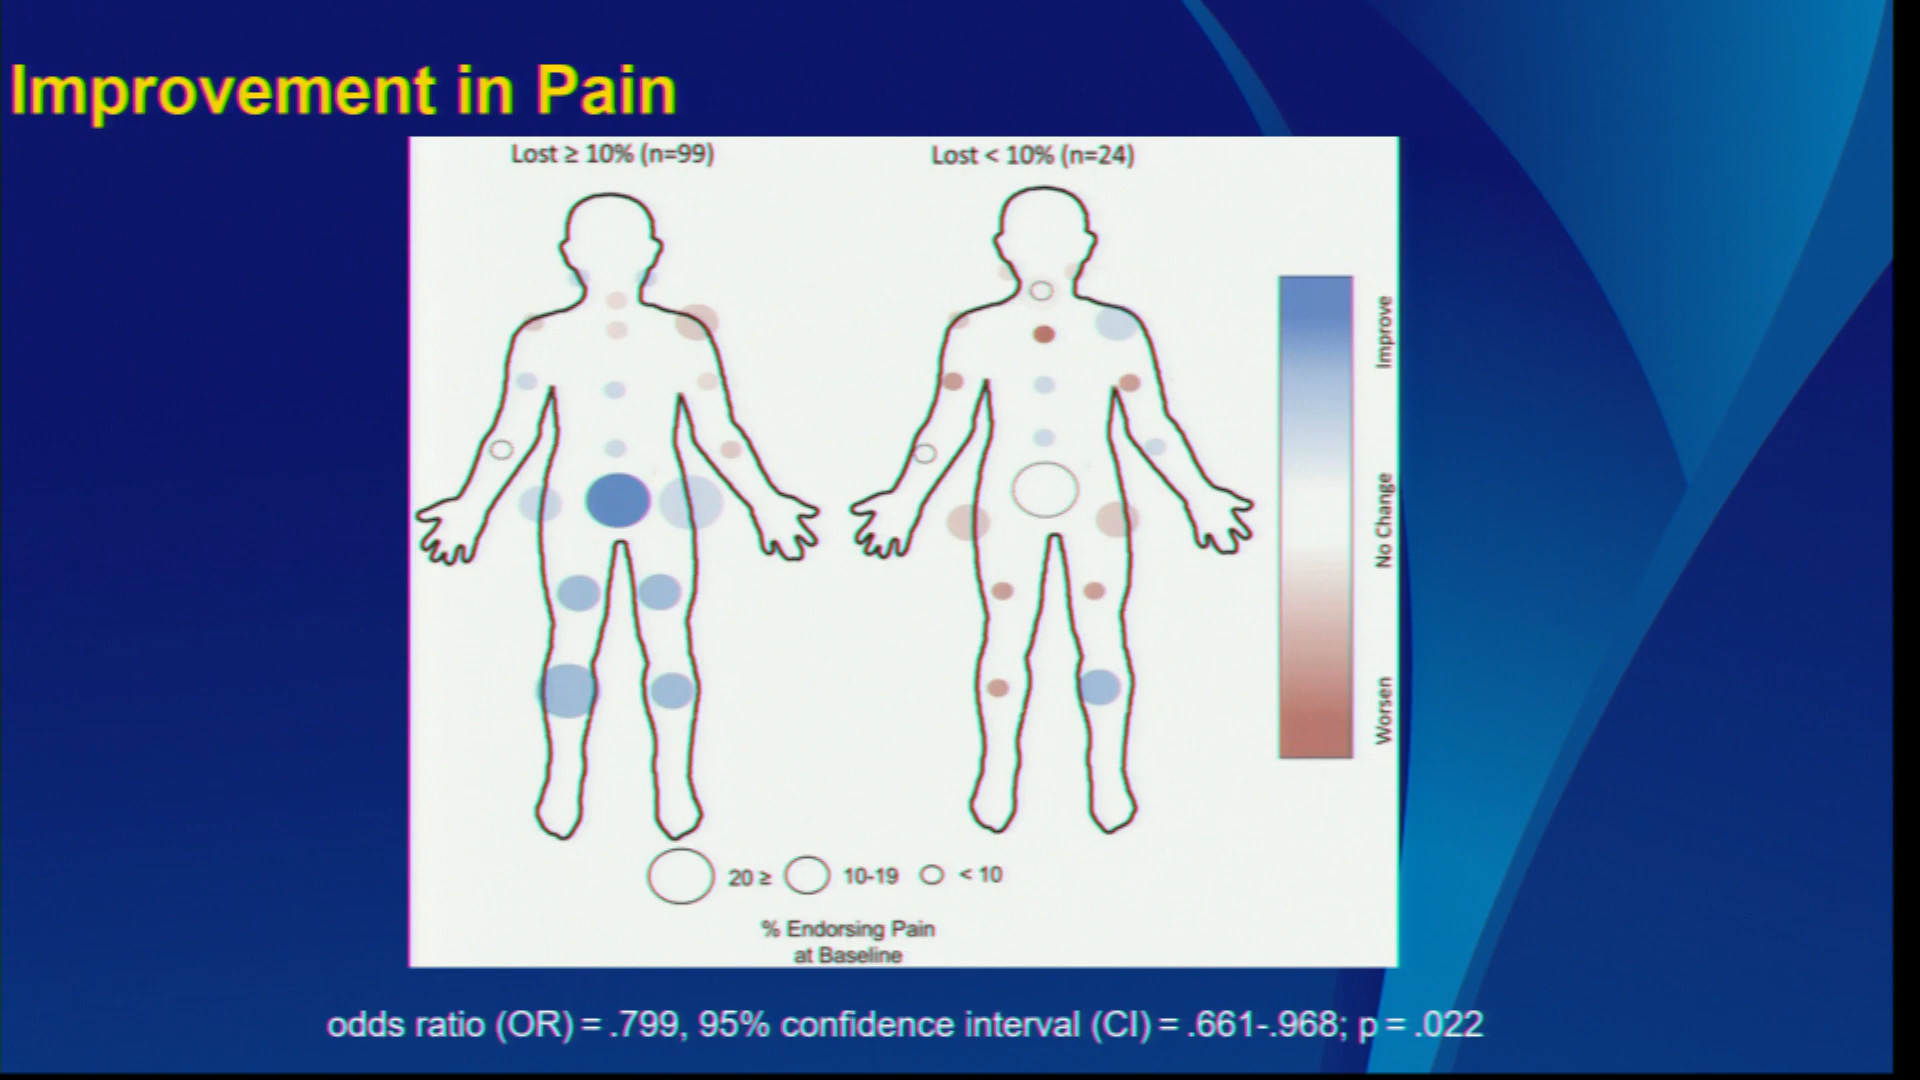 Improvement in Pain
Lost ≥ 10% (n=99)
Lost < 10% (n=24)
Improve
No Change
Worsen
20 ≥
10-19
< 10
% Endorsing Pain
at Baseline
odds ratio (OR) = .799, 95% confidence interval (CI) = .661-.968; p = .022